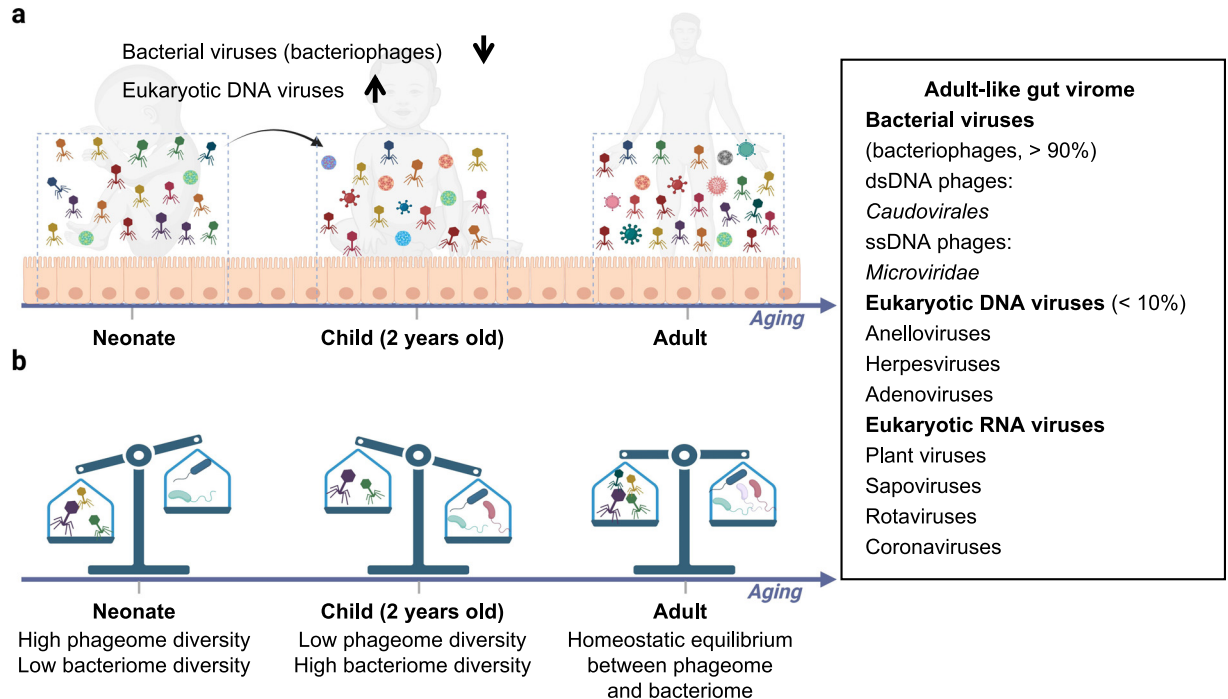 a
Bacterial viruses (bacteriophages)
Eukaryotic DNA viruses
Aging
Neonate
Child (2 years old)
Adult
b
Aging
Neonate
High phageome diversity
Low bacteriome diversity
Child (2 years old)
Low phageome diversity
High bacteriome diversity
Adult
Homeostatic equilibrium
between phageome
and bacteriome
Adult-like gut virome
Bacterial viruses
(bacteriophages, > 90%)
dsDNA phages:
Caudovirales
ssDNA phages:
Microviridae
Eukaryotic DNA viruses (< 10%)
Anelloviruses
Herpesviruses
Adenoviruses
Eukaryotic RNA viruses
Plant viruses
Sapoviruses
Rotaviruses
Coronaviruses